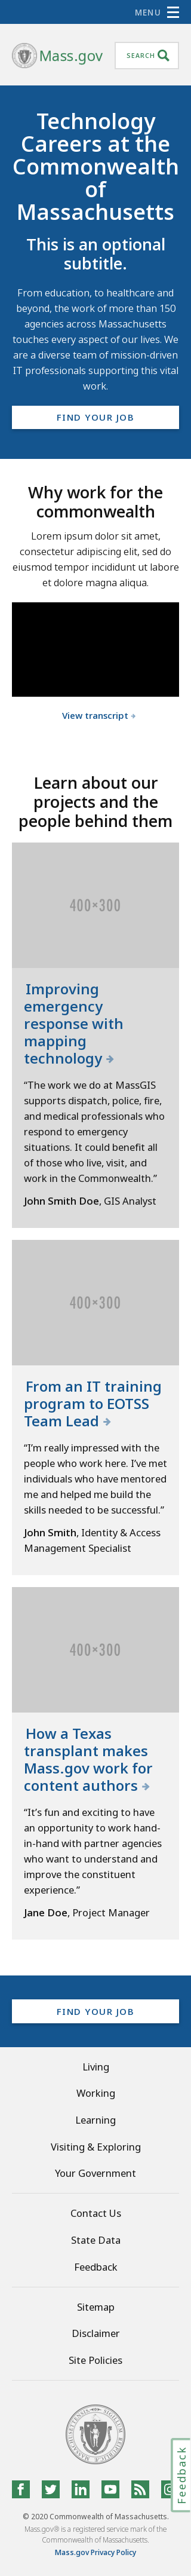 MENU
Mass.gov
SEARCH
Technology
Careers at the
Commonwealth
of
Massachusetts
This is an optional
subtitle.
From education, to healthcare and
beyond, the work of more than 150
agencies across Massachusetts
touches every aspect of our lives. We
are a diverse team of mission-driven
IT professionals supporting this vital
work.
FIND YOUR JOB
Why work for the
commonwealth
Lorem ipsum dolor sit amet,
consectetur adipiscing elit, sed do
eiusmod tempor incididunt ut labore
et dolore magna aliqua.
View transcript
Learn about our
projects and the
people behind them
400×300
Improving
emergency
response with
mapping
technology
“The work we do at MassGIS
supports dispatch, police, fire,
and medical professionals who
respond to emergency
situations. It could benefit all
of those who live, visit, and
work in the Commonwealth.”
John Smith Doe, GIS Analyst
400×300
From an IT training
program to EOTSS
Team Lead
“I’m really impressed with the
people who work here. I’ve met
individuals who have mentored
me and helped me build the
skills needed to be successful.”
John Smith, Identity & Access
Management Specialist
400×300
How a Texas
transplant makes
Mass.gov work for
content authors
“It’s fun and exciting to have
an opportunity to work hand-
in-hand with partner agencies
who want to understand and
improve the constituent
experience.”
Jane Doe, Project Manager
FIND YOUR JOB
Living
Working
Learning
Visiting & Exploring
Your Government
Contact Us
State Data
Feedback
Sitemap
Disclaimer
Site Policies
Feedback
© 2020 Commonwealth of Massachusetts.
Mass.gov® is a registered service mark of the
Commonwealth of Massachusetts.
Mass.gov Privacy Policy